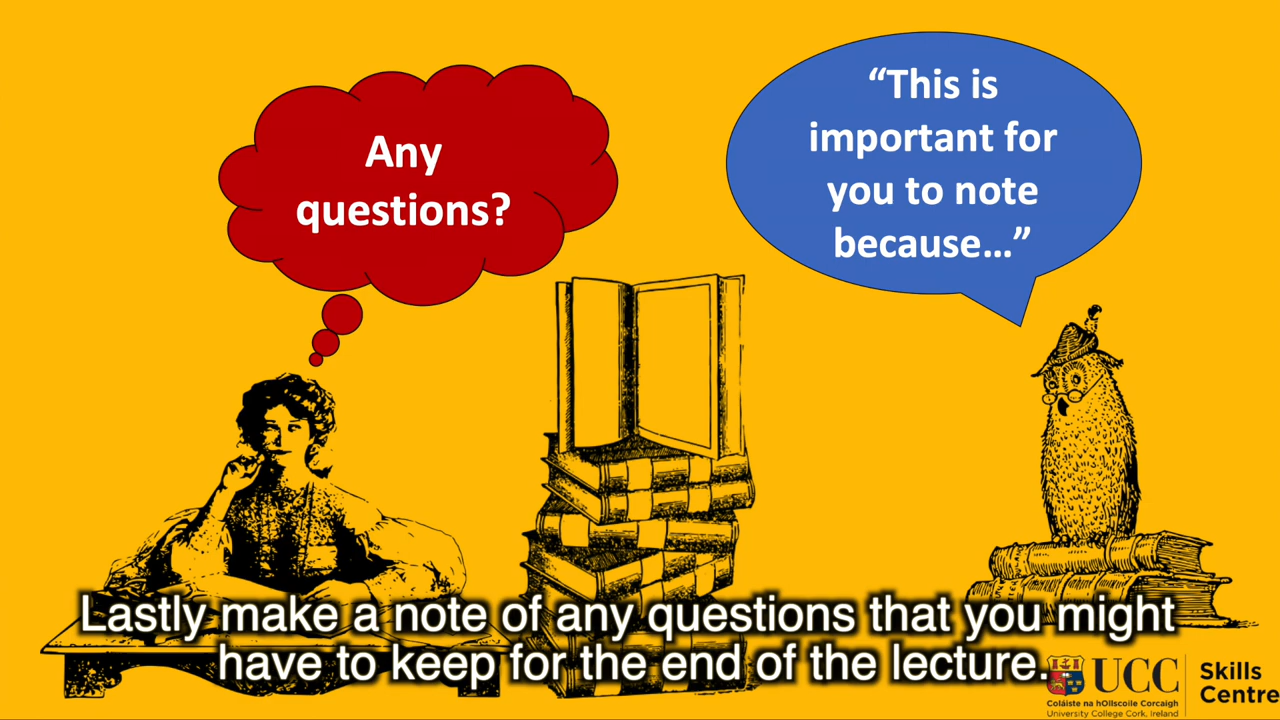 Any
questions?
“This is
important for
you to note
because...”
Lastly make a note of any questions that you might
have to keep for the end of the lecture.
UCC
Coláiste na hOllscoile Corcaigh
University College Cork, Ireland
Skills
Centre